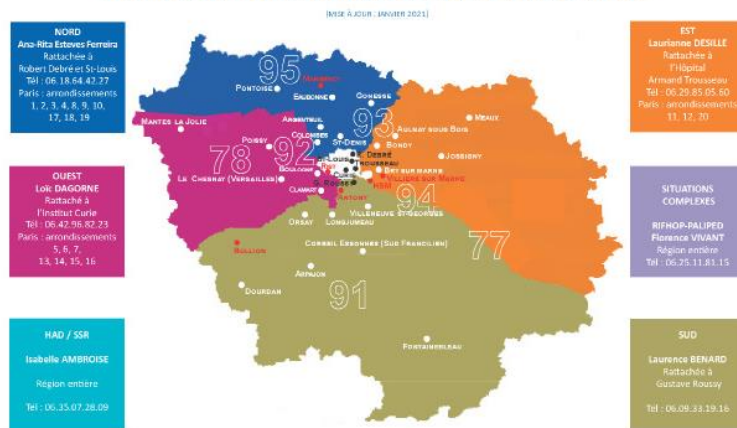 (MISE À JOUR : JANVIER 2021)
NORD
Ana-Rita Esteves Ferreira
Rattachée à
Robert Debré et St-Louis
Tél : 06.18.64.42.27
Paris : arrondissements
1, 2, 3, 4, 8, 9, 10,
17, 18, 19
OUEST
Loïc DAGORNE
Rattaché à
l'Institut Curie
Tél : 06.42.96.82.23
Paris : arrondissements
5, 6, 7,
13, 14, 15, 16
HAD / SSR
Isabelle AMBROISE
Région entière
Tel : 06.35.07.28.09
95
PONTOISE
EAUBONNE
GONESSE
MANTES LA JOLIE
ARGENTEUIL
COLOMBES
ST-DENIS
93
AULNAY SOUS BOIS
MEAUX
POISSY
BONDY
JOSSIGNY
78
92
ST-LOUIS
R. DEBRÉ
TROUSSEAU
CURIE
BOULOGNE
BRY SUR MARNE
LE CHESNAY (VERSAILLES)
VILLIERS SUR MARNE
HSM
CLAMART
G. ROUSSY
ANTONY
94
VILLENEUVE ST-GEORGES
ORSAY
LONGJUMEAU
77
BULLION
CORBEIL ESSONNES (SUD FRANCILIEN)
ARPAJON
91
DOURDAN
FONTAINEBLEAU
EST
Laurianne DESILLE
Rattachée à
l'Hôpital
Armand Trousseau
Tél : 06.29.85.05.60
Paris : arrondissements
11, 12, 20
SITUATIONS
COMPLEXES
RIFHOP-PALIPED
Florence VIVANT
Région entière
Tel : 06.25.11.81.15
SUD
Laurence BENARD
Rattachée à
Gustave Roussy
Tél : 06.09.33.19.16